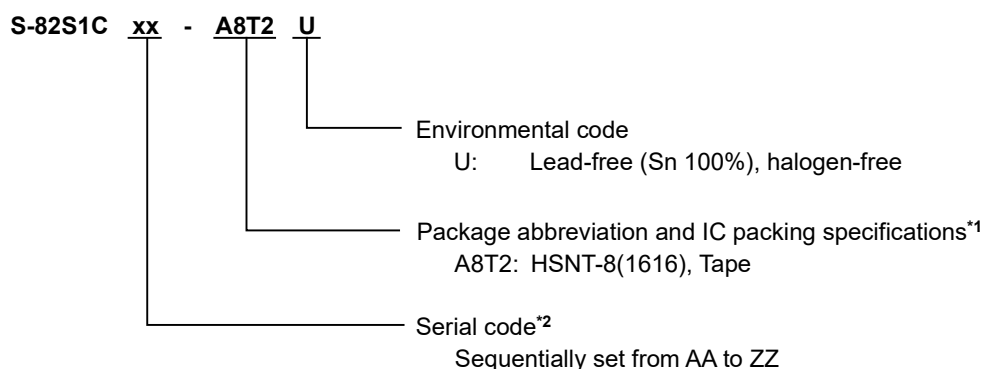 S-82S1C xx - A8T2 U
Environmental code
U: Lead-free (Sn 100%), halogen-free
Package abbreviation and IC packing specifications*1
A8T2: HSNT-8(1616), Tape
Serial code*2
Sequentially set from AA to ZZ